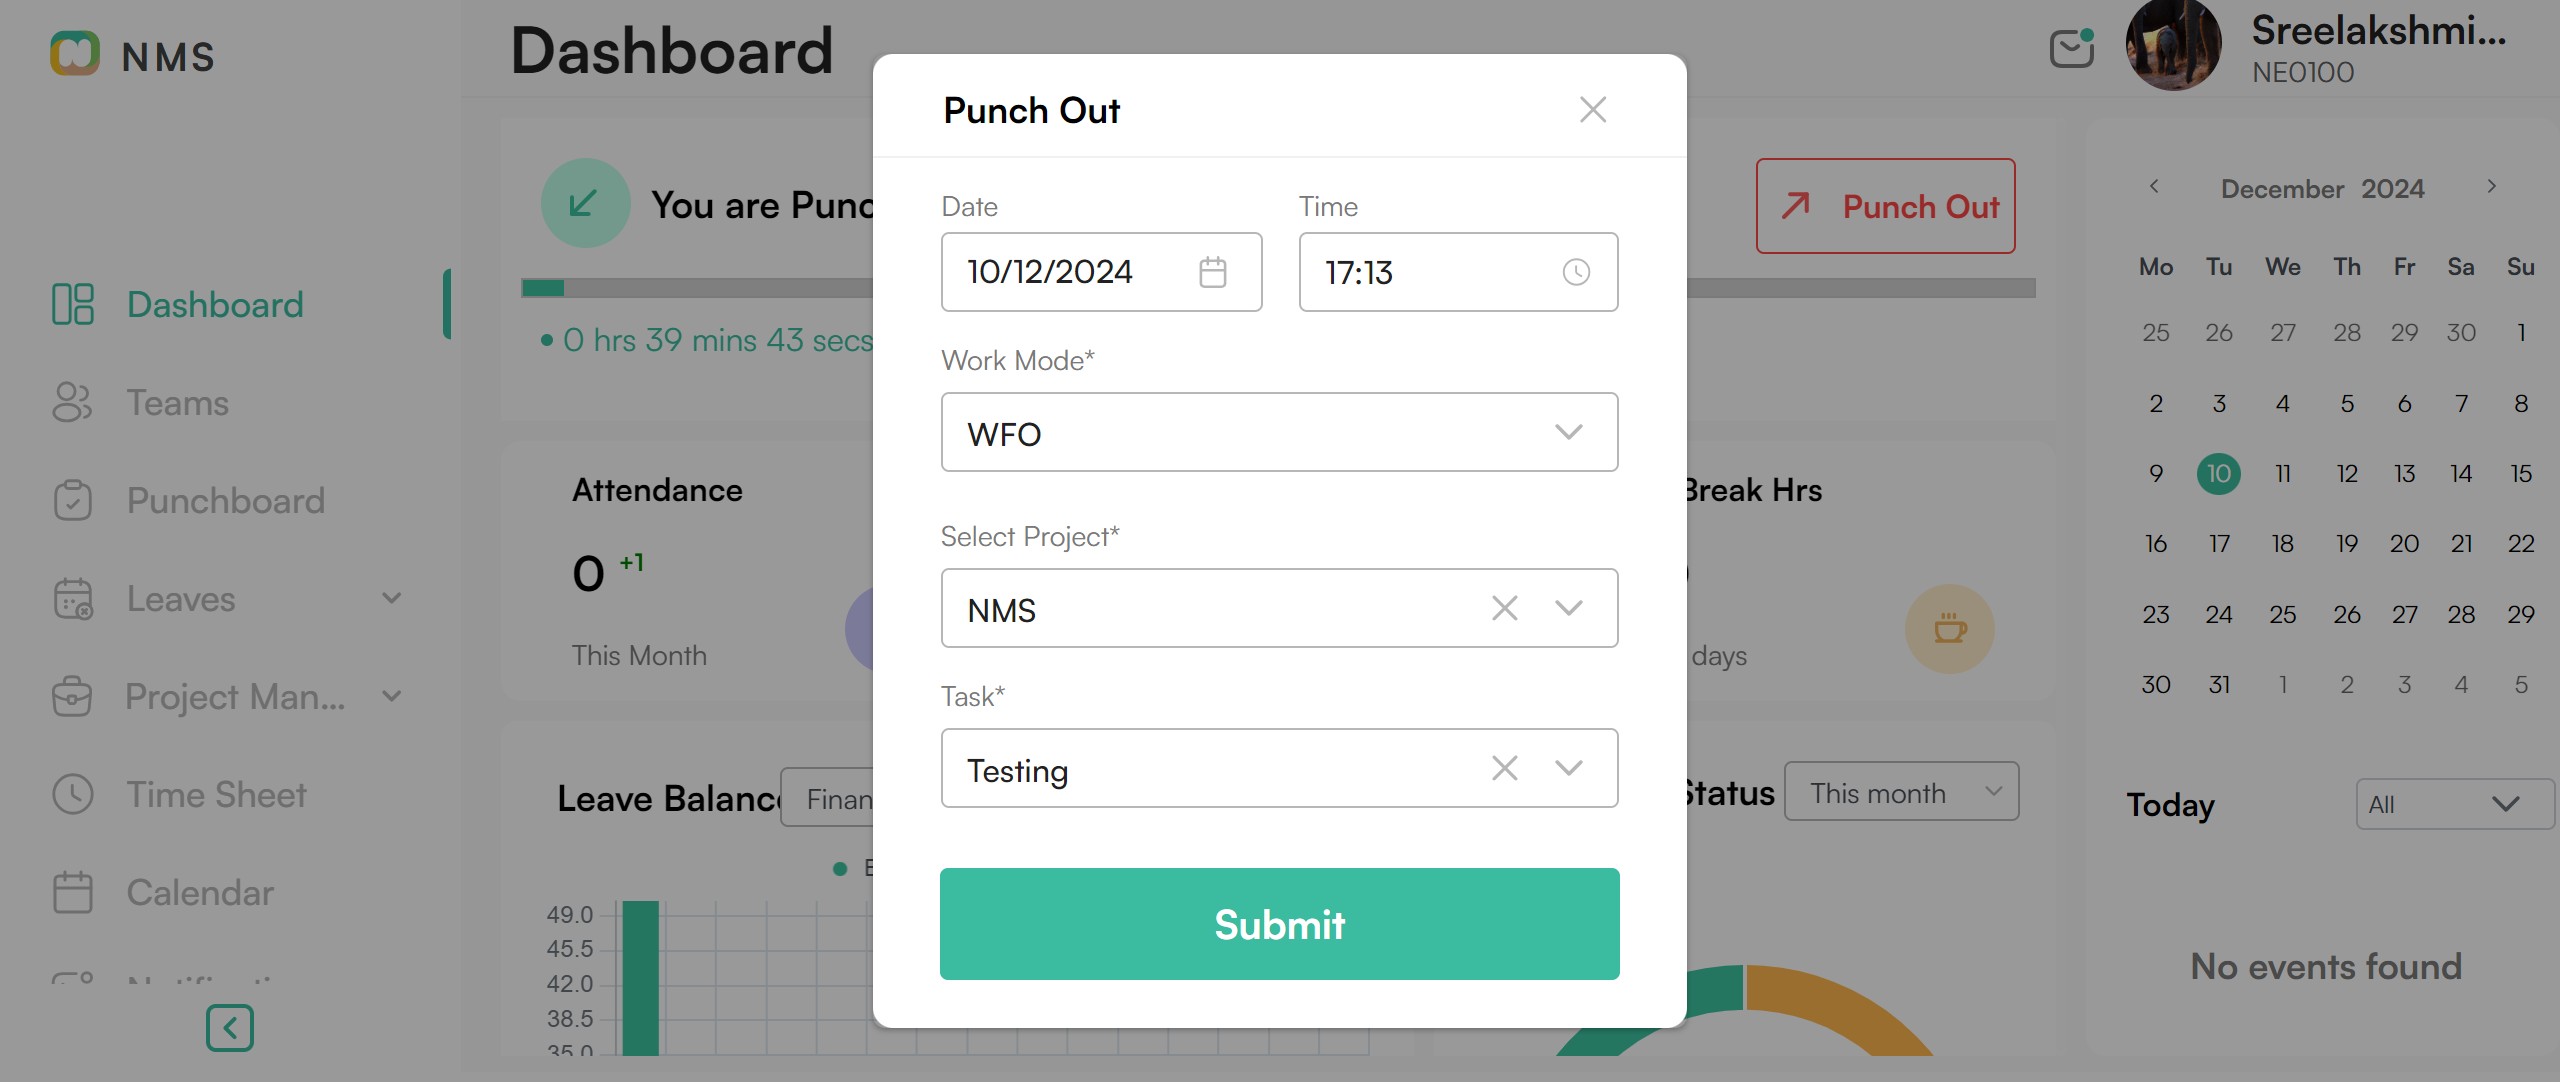 NMS
Dashboard
Sreelakshmi...
NE0100
Dashboard
Teams
Punchboard
Leaves
Project Man...
Time Sheet
Calendar
You are Punc
0 hrs 39 mins 43 secs
Punch Out
Attendance
0 +1
This Month
Break Hrs
days
Leave Balance
Finan
49.0
45.5
42.0
38.5
35.0
Status
This month
Punch Out
Date
Time
10/12/2024
17:13
Work Mode*
WFO
Select Project*
NMS
Task*
Testing
Submit
December 2024
Mo Tu We Th Fr Sa Su
25 26 27 28 29 30 1
2 3 4 5 6 7 8
9 10 11 12 13 14 15
16 17 18 19 20 21 22
23 24 25 26 27 28 29
30 31 1 2 3 4 5
Today
All
No events found